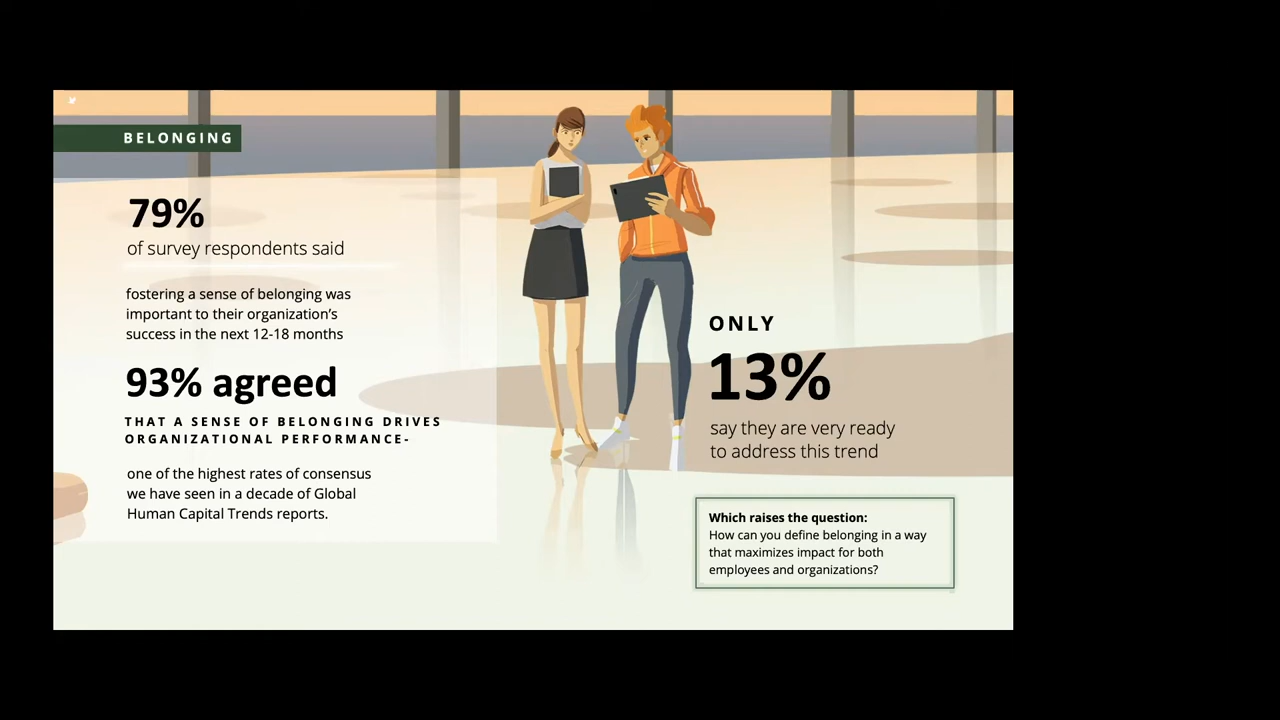 BELONGING
79%
of survey respondents said
fostering a sense of belonging was
important to their organization's
success in the next 12-18 months
93% agreed
THAT A SENSE OF BELONGING DRIVES
ORGANIZATIONAL PERFORMANCE-
one of the highest rates of consensus
we have seen in a decade of Global
Human Capital Trends reports.
ONLY
13%
say they are very ready
to address this trend
Which raises the question:
How can you define belonging in a way
that maximizes impact for both
employees and organizations?